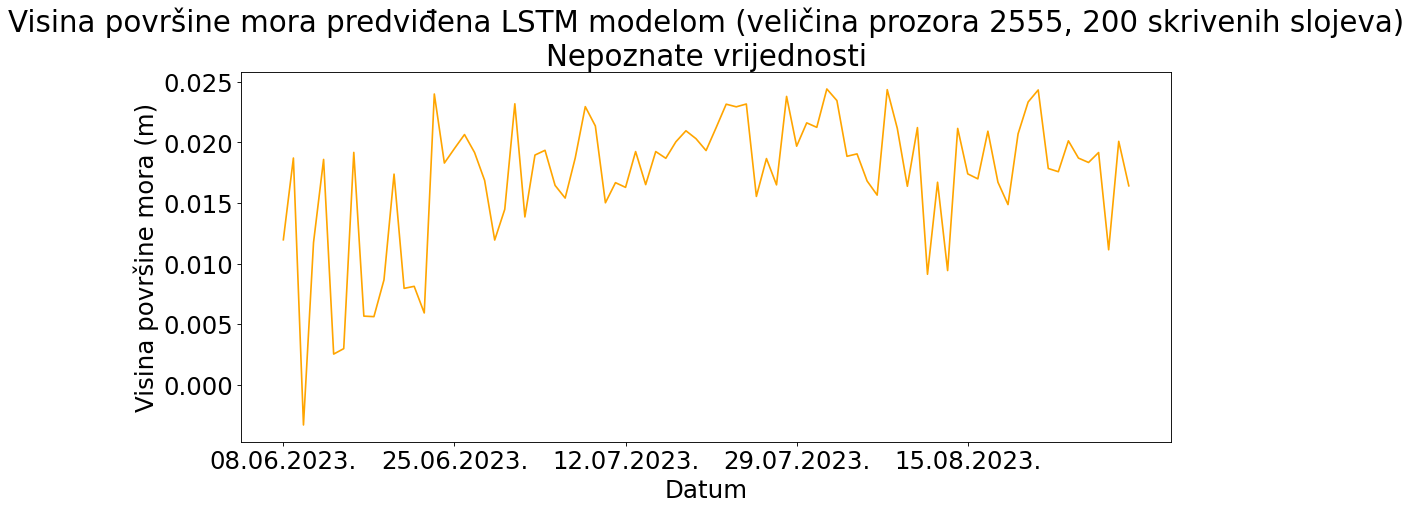 Visina površine mora predviđena LSTM modelom (veličina prozora 2555, 200 skrivenih slojeva)
Nepoznate vrijednosti
Visina površine mora (m)
0.025
0.020
0.015
0.010
0.005
0.000
08.06.2023. 25.06.2023. 12.07.2023. 29.07.2023. 15.08.2023.
Datum